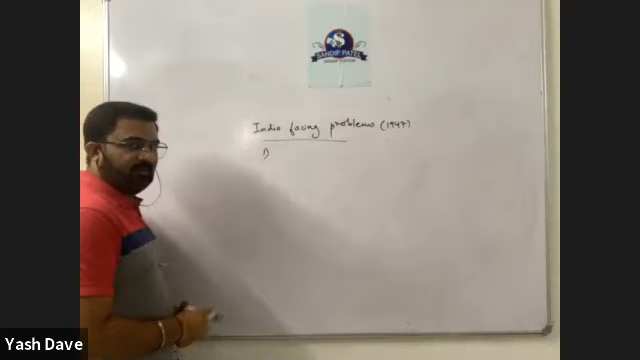 SANDIP PATEL
India facing problems (1947)
1)
Yash Dave